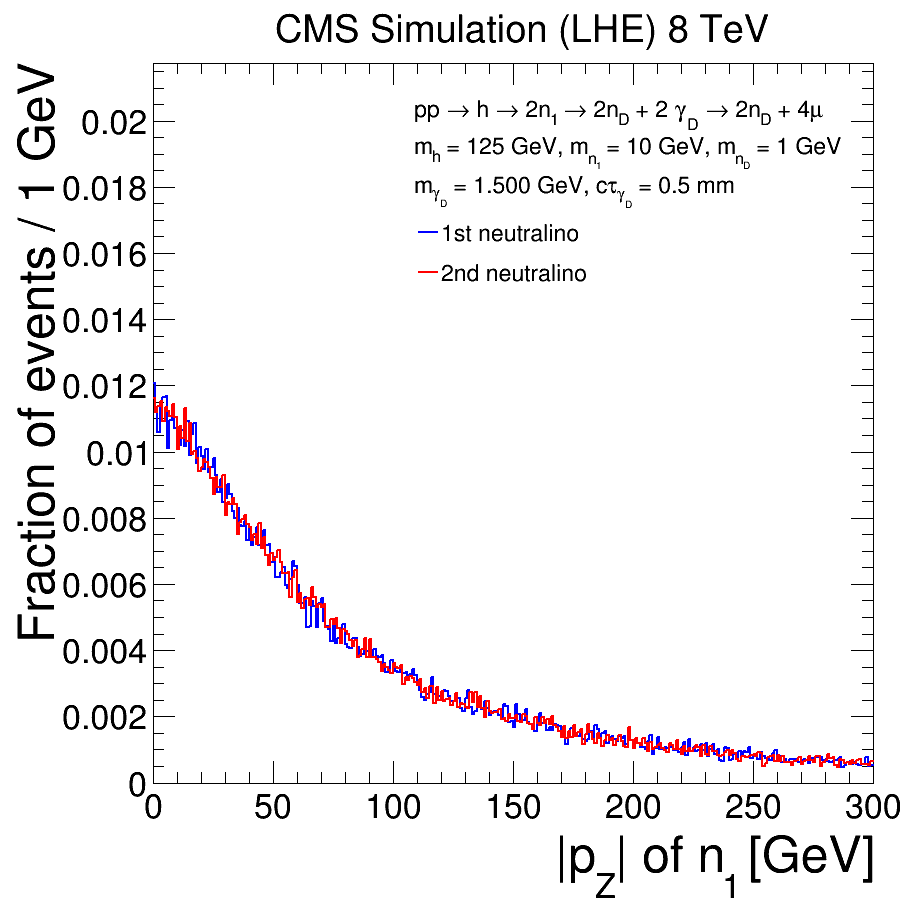 CMS Simulation (LHE) 8 TeV
Fraction of events / 1 GeV
0.02
0.018
0.016
0.014
0.012
0.01
0.008
0.006
0.004
0.002
0
pp → h → 2n1 → 2nD + 2 γD → 2nD + 4μ
mh = 125 GeV, mn1 = 10 GeV, mnD = 1 GeV
mγD = 1.500 GeV, cτγD = 0.5 mm
1st neutralino
2nd neutralino
0 50 100 150 200 250 300
|pZ| of n1 [GeV]